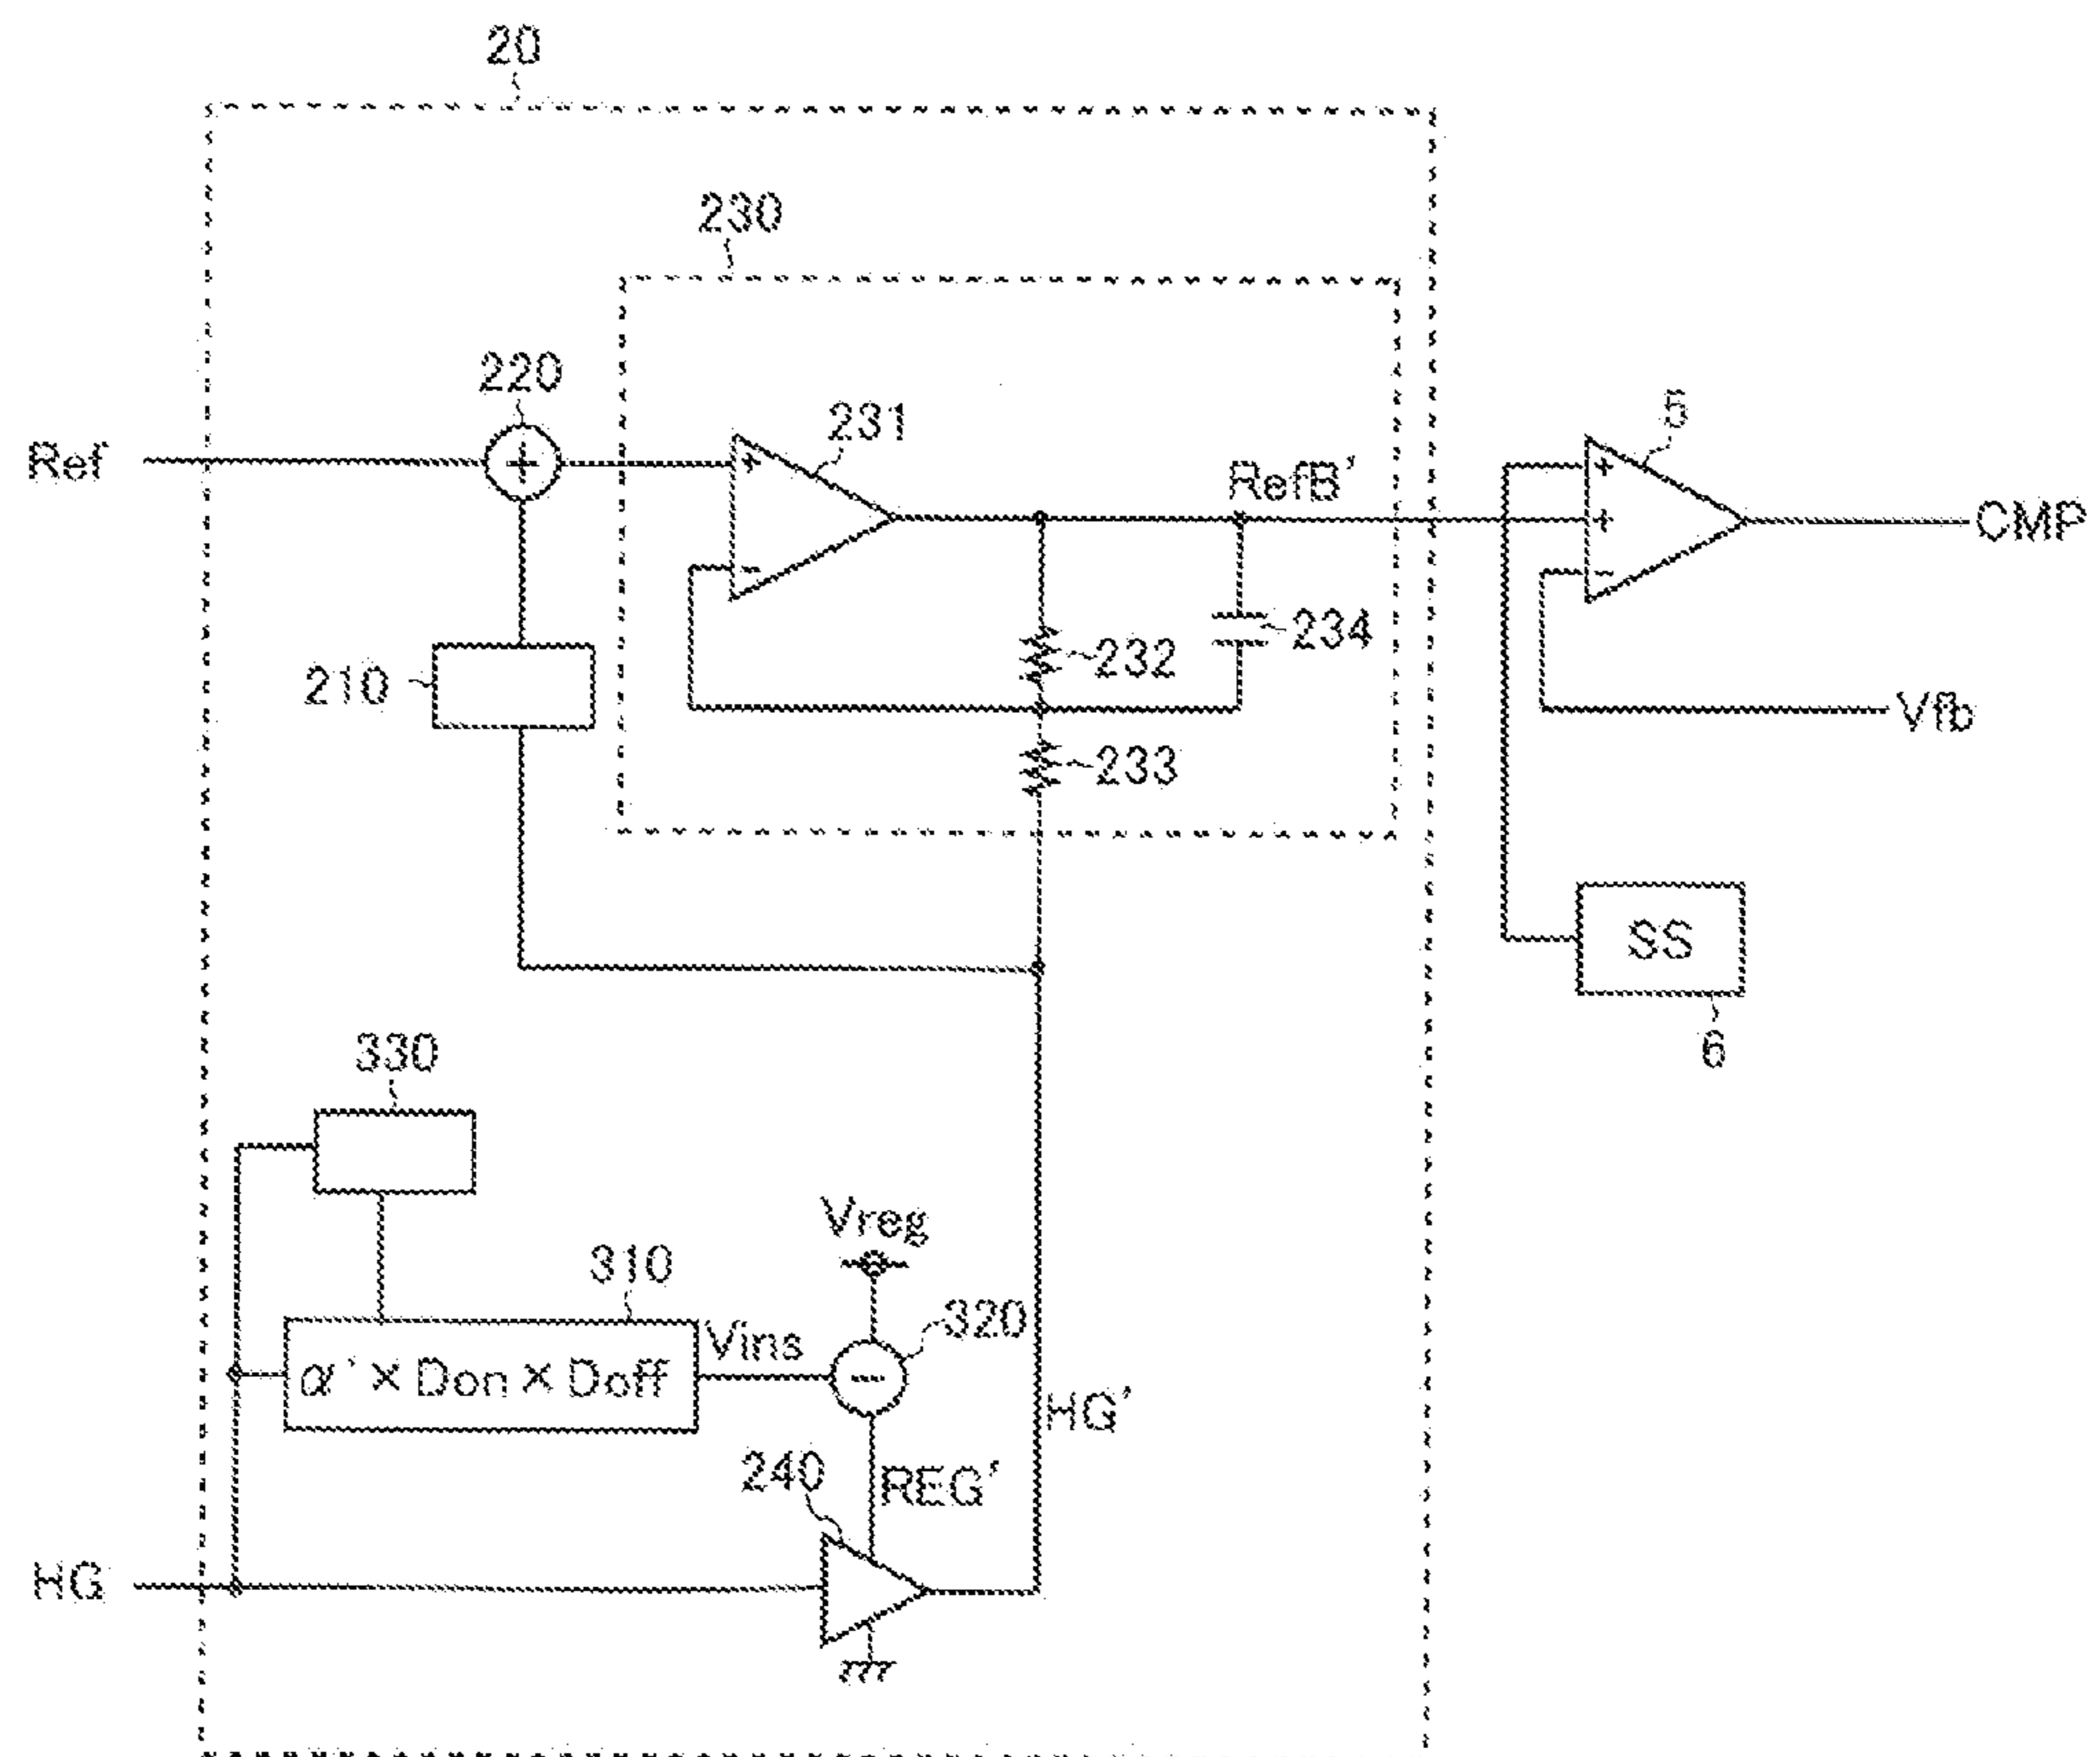 20
230
220
231
5
Ref
+
+
-
RefB'
+
+
-
CMP
232
234
210
Vfb
233
SS
6
330
Vreg
310
320
Vins
α' × Don × Doff
-
HG'
240
REG'
HG